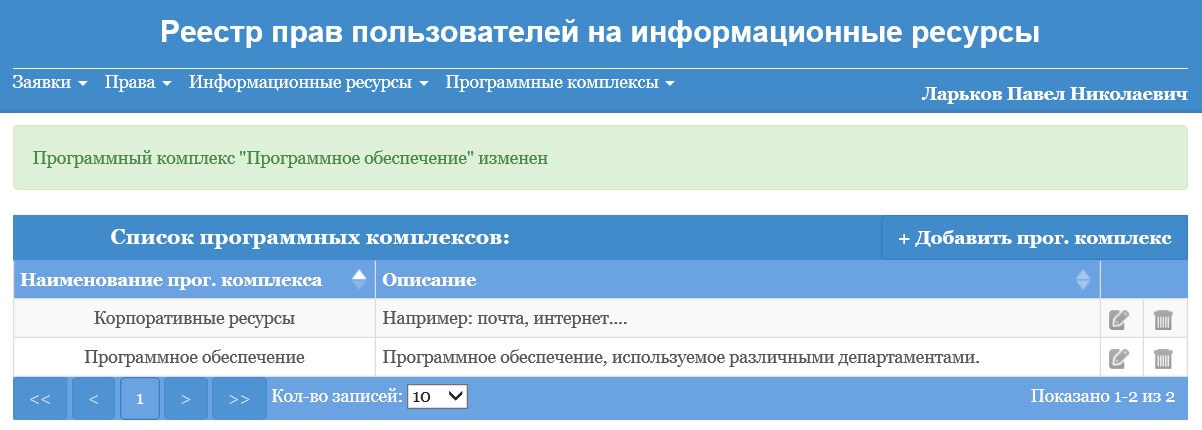 Реестр прав пользователей на информационные ресурсы
Заявки Права Информационные ресурсы Программные комплексы
Ларьков Павел Николаевич
Программный комплекс "Программное обеспечение" изменен
Список программных комплексов: + Добавить прог. комплекс
Наименование прог. комплекса Описание
Корпоративные ресурсы Например: почта, интернет....
Программное обеспечение Программное обеспечение, используемое различными департаментами.
<< < 1 > >> Кол-во записей: 10 Показано 1-2 из 2